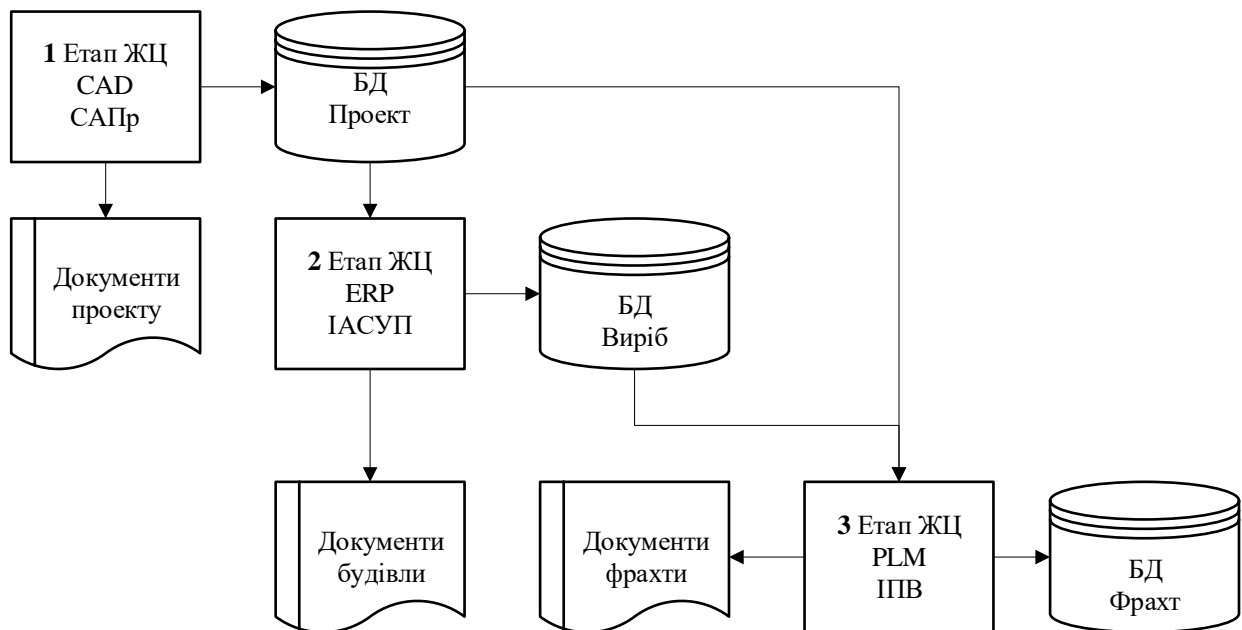 1 Етап ЖЦ
CAD
САПр
БД
Проект
Документи
проекту
2 Етап ЖЦ
ERP
ІАСУП
БД
Виріб
Документи
будівли
Документи
фрахти
3 Етап ЖЦ
PLM
ІПВ
БД
Фрахт